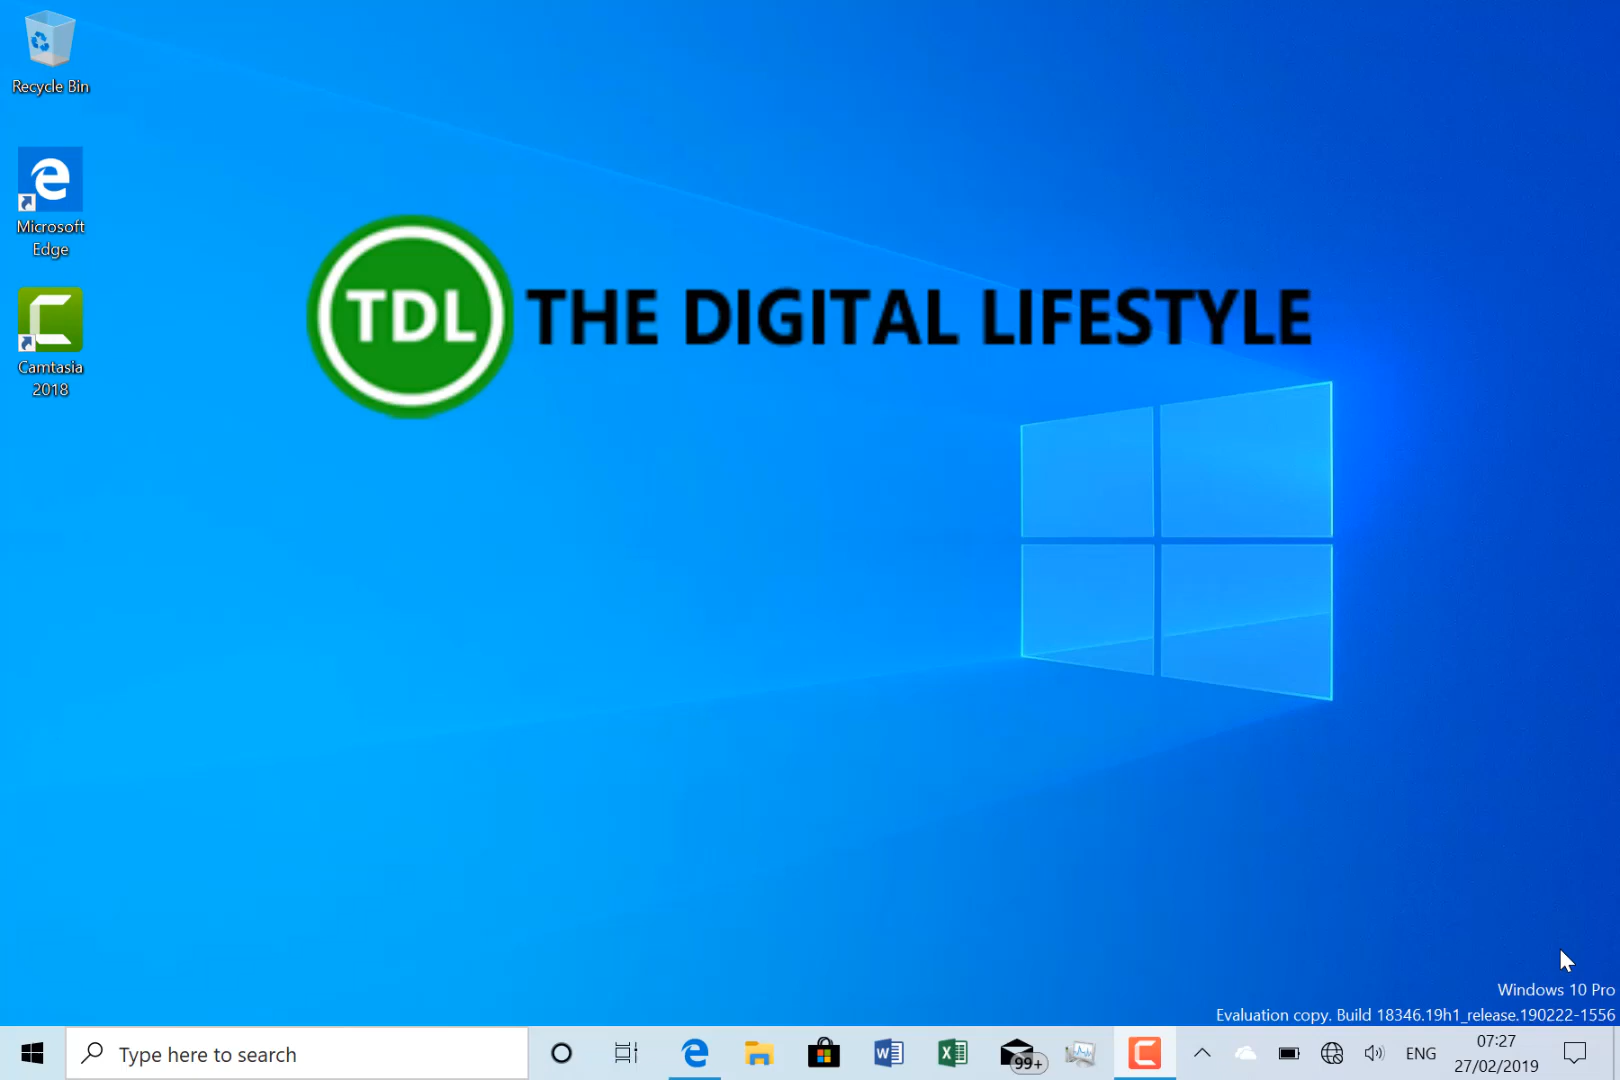 Recycle Bin
Microsoft
Edge
Camtasia
2018
TDL THE DIGITAL LIFESTYLE
Windows 10 Pro
Evaluation copy. Build 18346.19h1_release.190222-1556
Type here to search
99+
ENG
07:27
27/02/2019